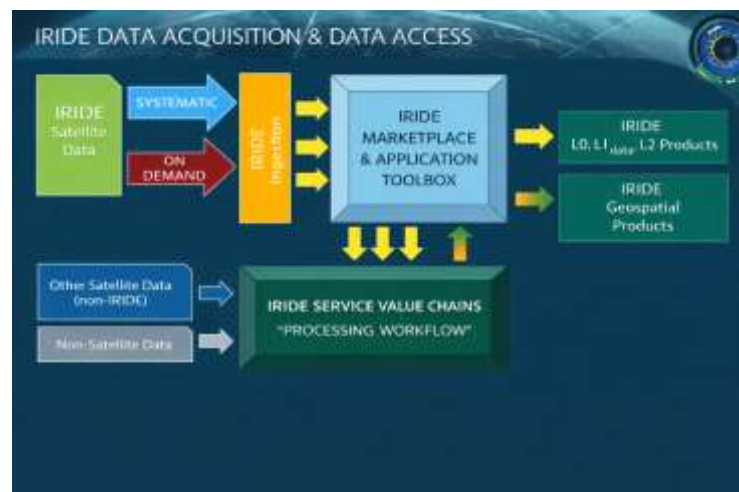 IRIDE DATA ACQUISITION & DATA ACCESS
IRIDE
Satellite
Data
SYSTEMATIC
ON
DEMAND
IRIDE
Ingestion
IRIDE
MARKETPLACE
& APPLICATION
TOOLBOX
IRIDE
L0, L1 data, L2 Products
IRIDE
Geospatial
Products
Other Satellite Data
(non-IRIDE)
Non-Satellite Data
IRIDE SERVICE VALUE CHAINS
"PROCESSING WORKFLOW"